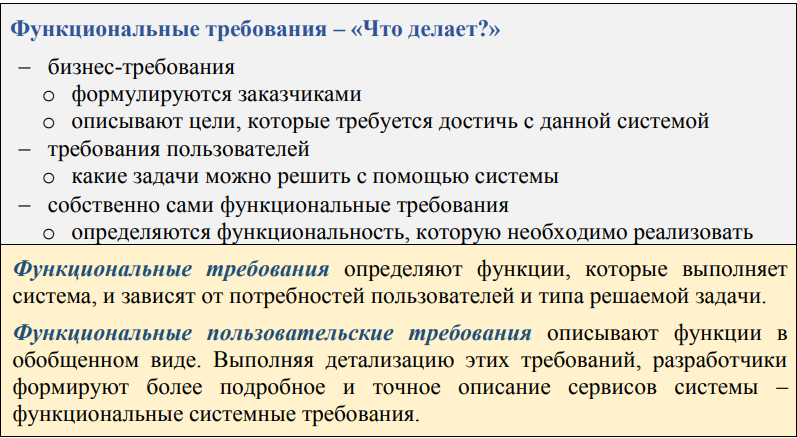 Функциональные требования – «Что делает?»
– бизнес-требования
o формулируются заказчиками
o описывают цели, которые требуется достичь с данной системой
– требования пользователей
o какие задачи можно решить с помощью системы
– собственно сами функциональные требования
o определяются функциональность, которую необходимо реализовать
Функциональные требования определяют функции, которые выполняет
система, и зависят от потребностей пользователей и типа решаемой задачи.
Функциональные пользовательские требования описывают функции в
обобщенном виде. Выполняя детализацию этих требований, разработчики
формируют более подробное и точное описание сервисов системы –
функциональные системные требования.